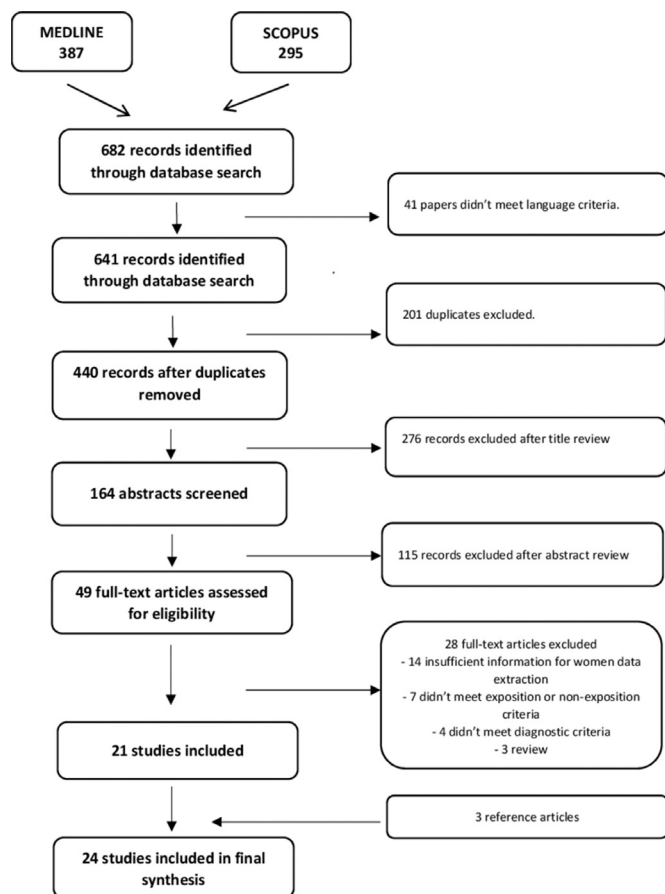 MEDLINE
387
SCOPUS
295
682 records identified
through database search
41 papers didn't meet language criteria.
641 records identified
through database search
201 duplicates excluded.
440 records after duplicates
removed
276 records excluded after title review
164 abstracts screened
115 records excluded after abstract review
49 full-text articles assessed
for eligibility
28 full-text articles excluded
- 14 insufficient information for women data
extraction
- 7 didn't meet exposition or non-exposition
criteria
- 4 didn't meet diagnostic criteria
- 3 review
21 studies included
3 reference articles
24 studies included in final
synthesis